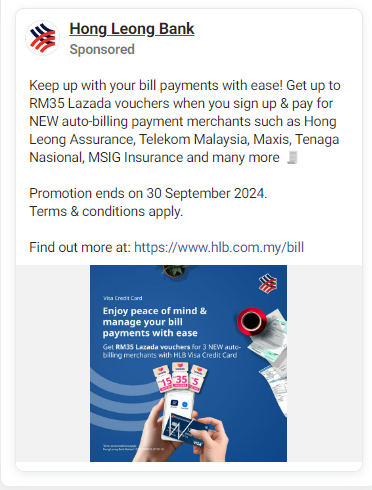 Hong Leong Bank
Sponsored
Keep up with your bill payments with ease! Get up to
RM35 Lazada vouchers when you sign up & pay for
NEW auto-billing payment merchants such as Hong
Leong Assurance, Telekom Malaysia, Maxis, Tenaga
Nasional, MSIG Insurance and many more
Promotion ends on 30 September 2024.
Terms & conditions apply.
Find out more at: https://www.hlb.com.my/bill
Visa Credit Card
Enjoy peace of mind &
manage your bill
payments with ease
Get RM35 Lazada vouchers for 3 NEW auto-
billing merchants with HLB Visa Credit Card
15
35
5
VISA